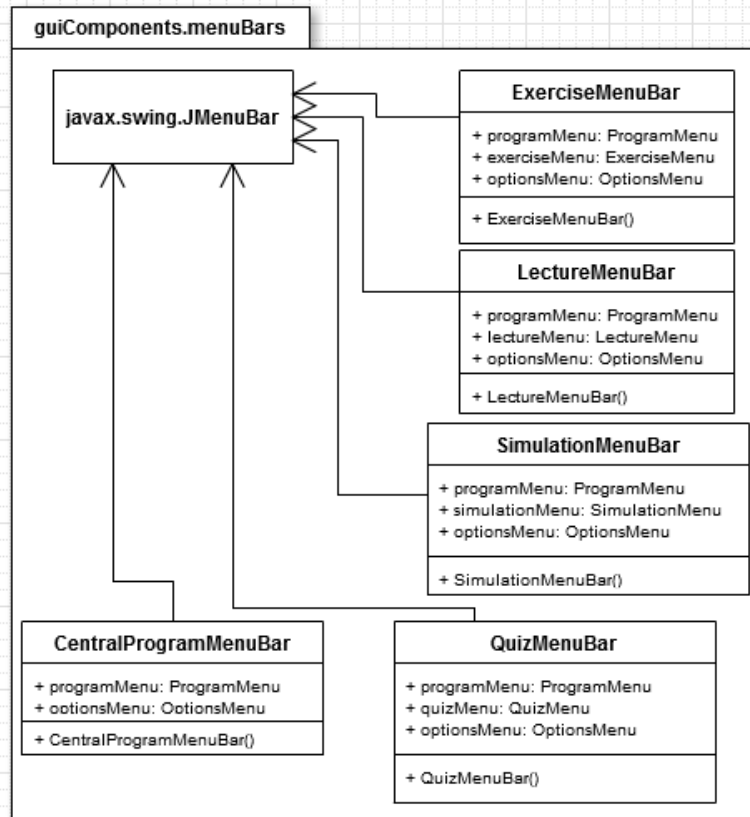 guiComponents.menuBars
javax.swing.JMenuBar
ExerciseMenuBar
+ programMenu: ProgramMenu
+ exerciseMenu: ExerciseMenu
+ optionsMenu: OptionsMenu
+ ExerciseMenuBar()
LectureMenuBar
+ programMenu: ProgramMenu
+ lectureMenu: LectureMenu
+ optionsMenu: OptionsMenu
+ LectureMenuBar()
SimulationMenuBar
+ programMenu: ProgramMenu
+ simulationMenu: SimulationMenu
+ optionsMenu: OptionsMenu
+ SimulationMenuBar()
CentralProgramMenuBar
+ programMenu: ProgramMenu
+ optionsMenu: OptionsMenu
+ CentralProgramMenuBar()
QuizMenuBar
+ programMenu: ProgramMenu
+ quizMenu: QuizMenu
+ optionsMenu: OptionsMenu
+ QuizMenuBar()